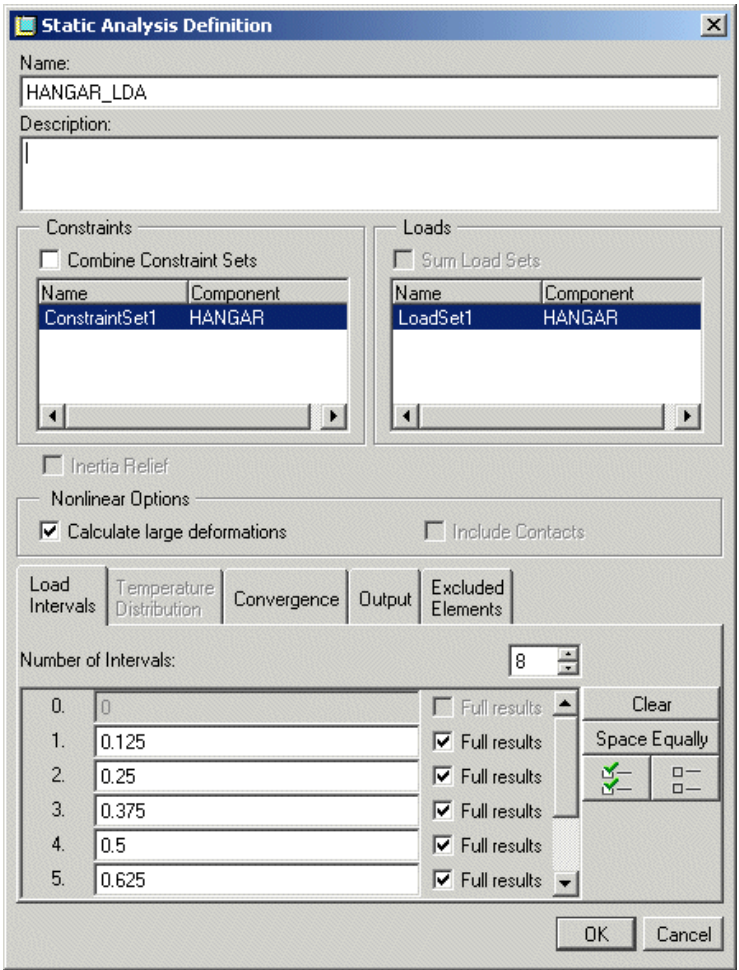 Static Analysis Definition
Name:
HANGAR_LDA
Description:
Constraints
Combine Constraint Sets
Name Component
ConstraintSet1 HANGAR
Loads
Sum Load Sets
Name Component
LoadSet1 HANGAR
Inertia Relief
Nonlinear Options
Calculate large deformations Include Contacts
Load Intervals
Temperature Distribution
Convergence
Output
Excluded Elements
Number of Intervals: 8
0. 0 Full results
1. 0.125 Full results
2. 0.25 Full results
3. 0.375 Full results
4. 0.5 Full results
5. 0.625 Full results
Clear
Space Equally
OK Cancel